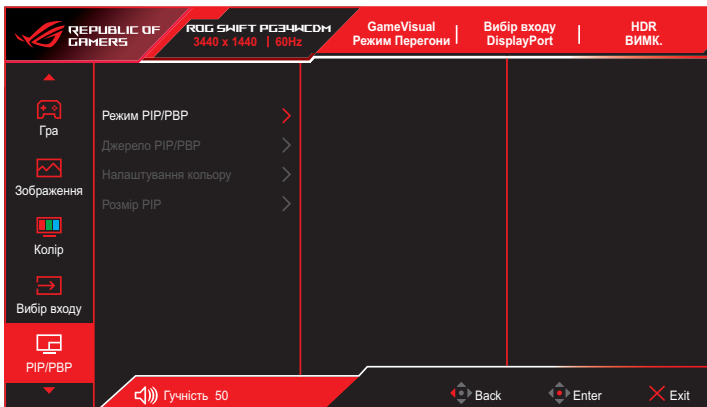 REPUBLIC OF
GAMERS
ROG SWIFT PG34WCDM
3440 x 1440 | 60Hz
GameVisual
Режим Перегони
Вибір входу
DisplayPort
HDR
ВИМК.
Гра
Зображення
Колір
Вибір входу
PIP/PBP
Режим PIP/PBP
Джерело PIP/PBP
Налаштування кольору
Розмір PIP
Гучність 50
Back
Enter
Exit